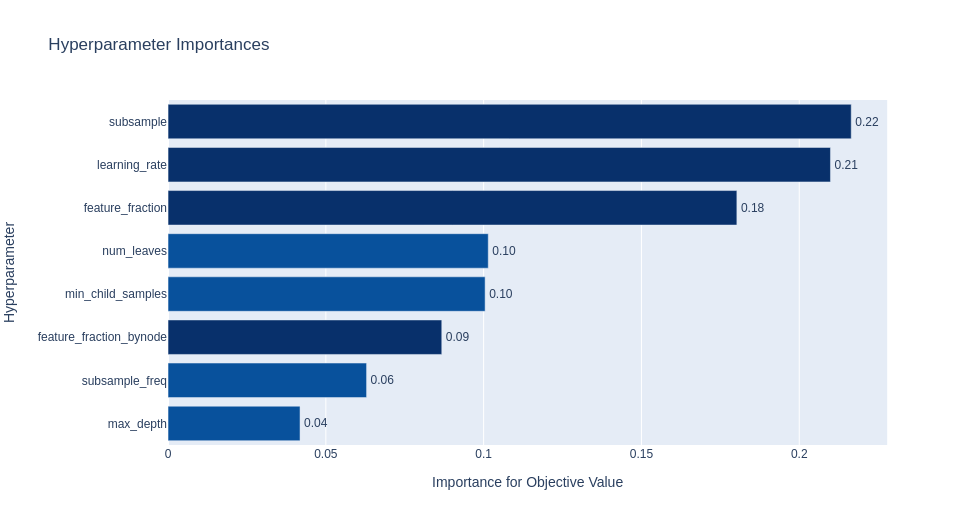 Hyperparameter Importances
Hyperparameter
subsample 0.22
learning_rate 0.21
feature_fraction 0.18
num_leaves 0.10
min_child_samples 0.10
feature_fraction_bynode 0.09
subsample_freq 0.06
max_depth 0.04
0 0.05 0.1 0.15 0.2
Importance for Objective Value